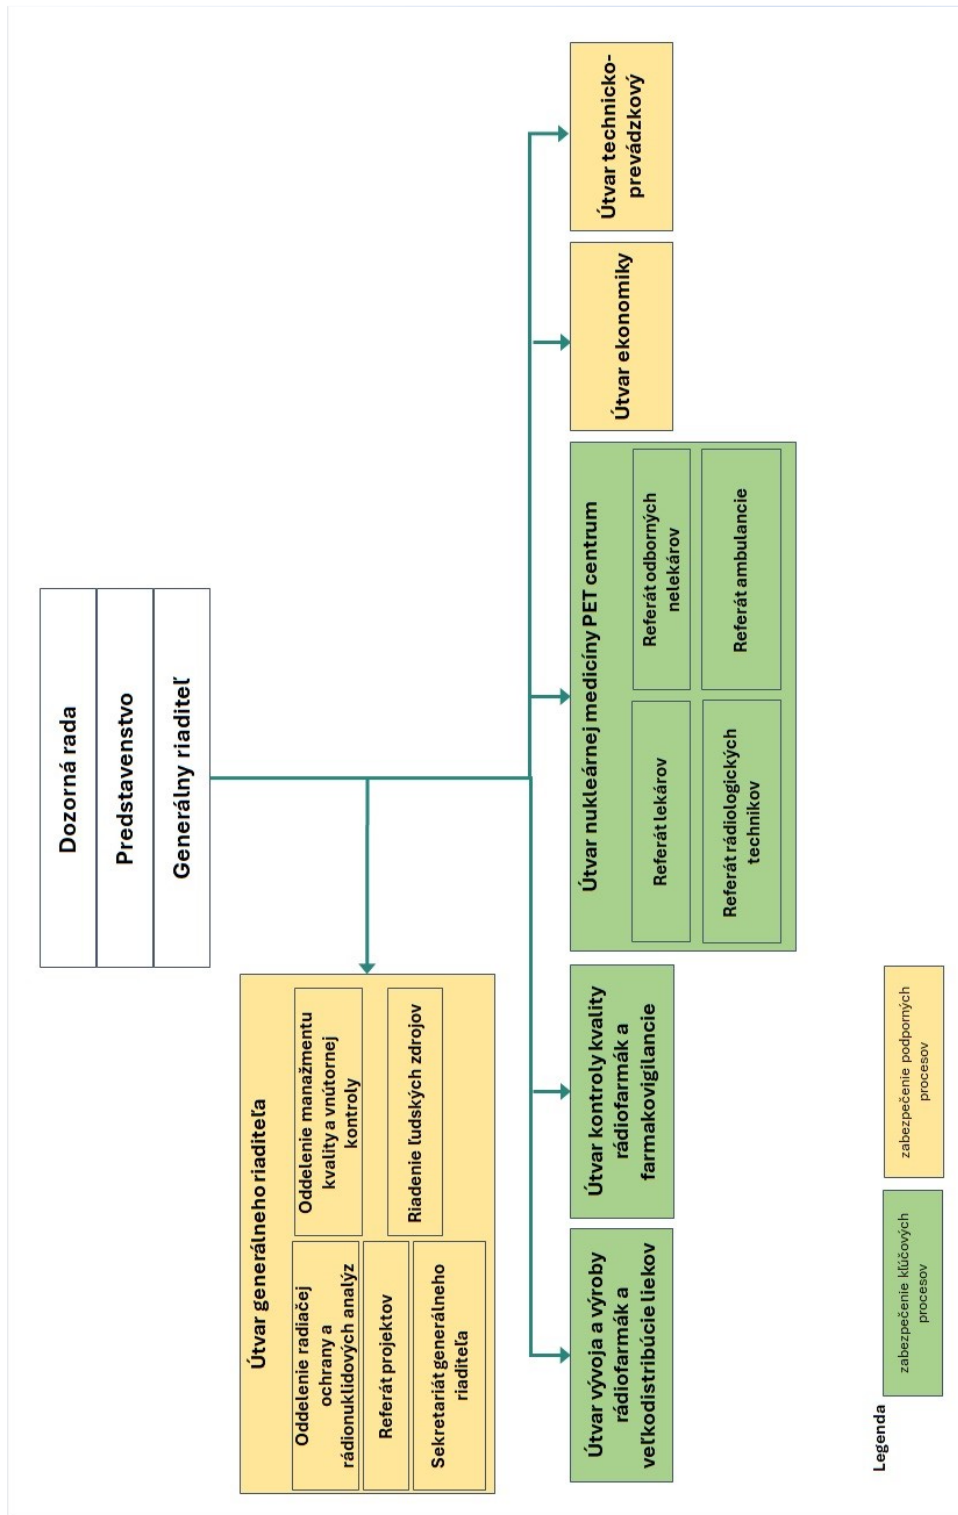 Dozorná rada
Predstavenstvo
Generálny riaditeľ
Útvar generálneho riaditeľa
Oddelenie radiačej
ochrany a
rádionuklidových analýz
Oddelenie manažmentu
kvality a vnútornej
kontroly
Referát projektov
Riadenie ľudských zdrojov
Sekretariát generálneho
riaditeľa
Útvar vývoja a výroby
rádiofarmák a
veľkodistribúcie liekov
Útvar kontroly kvality
rádiofarmák a
farmakovigilancie
Útvar nukleárnej medicíny PET centrum
Referát lekárov
Referát odborných
nelekárov
Referát rádiologických
technikov
Referát ambulancie
Útvar ekonomiky
Útvar technicko-
prevádzkový
Legenda
zabezpečenie kľúčových
procesov
zabezpečenie podporných
procesov